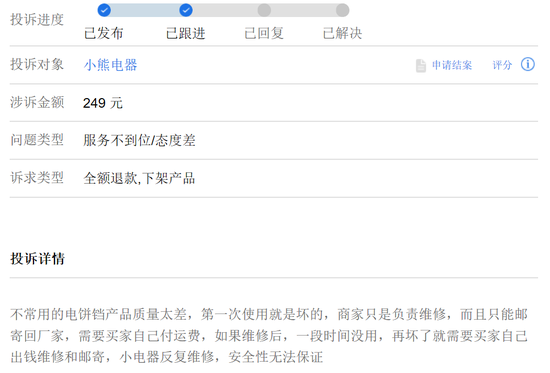 投诉进度
已发布 已跟进 已回复 已解决
投诉对象 小熊电器 申请结案 评分
涉诉金额 249 元
问题类型 服务不到位/态度差
诉求类型 全额退款,下架产品
投诉详情
不常用的电饼铛产品质量太差，第一次使用就是坏的，商家只是负责维修，而且只能邮
寄回厂家，需要买家自己付运费，如果维修后，一段时间没用，再坏了就需要买家自己
出钱维修和邮寄，小电器反复维修，安全性无法保证